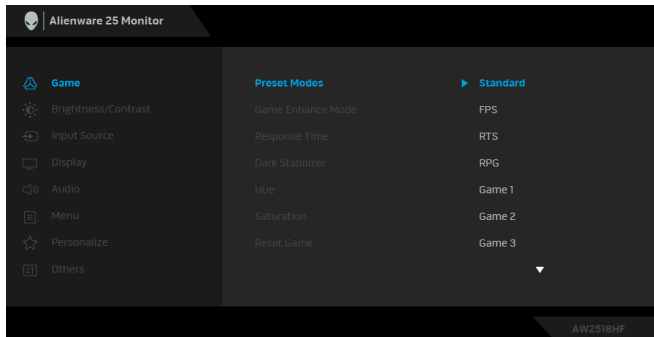 Alienware 25 Monitor
Game Preset Modes Standard
Brightness/Contrast Game Enhance Mode FPS
Input Source Response Time RTS
Display Dark Stabilizer RPG
Audio Hue Game 1
Menu Saturation Game 2
Personalize Reset Game Game 3
Others
AW2518HF